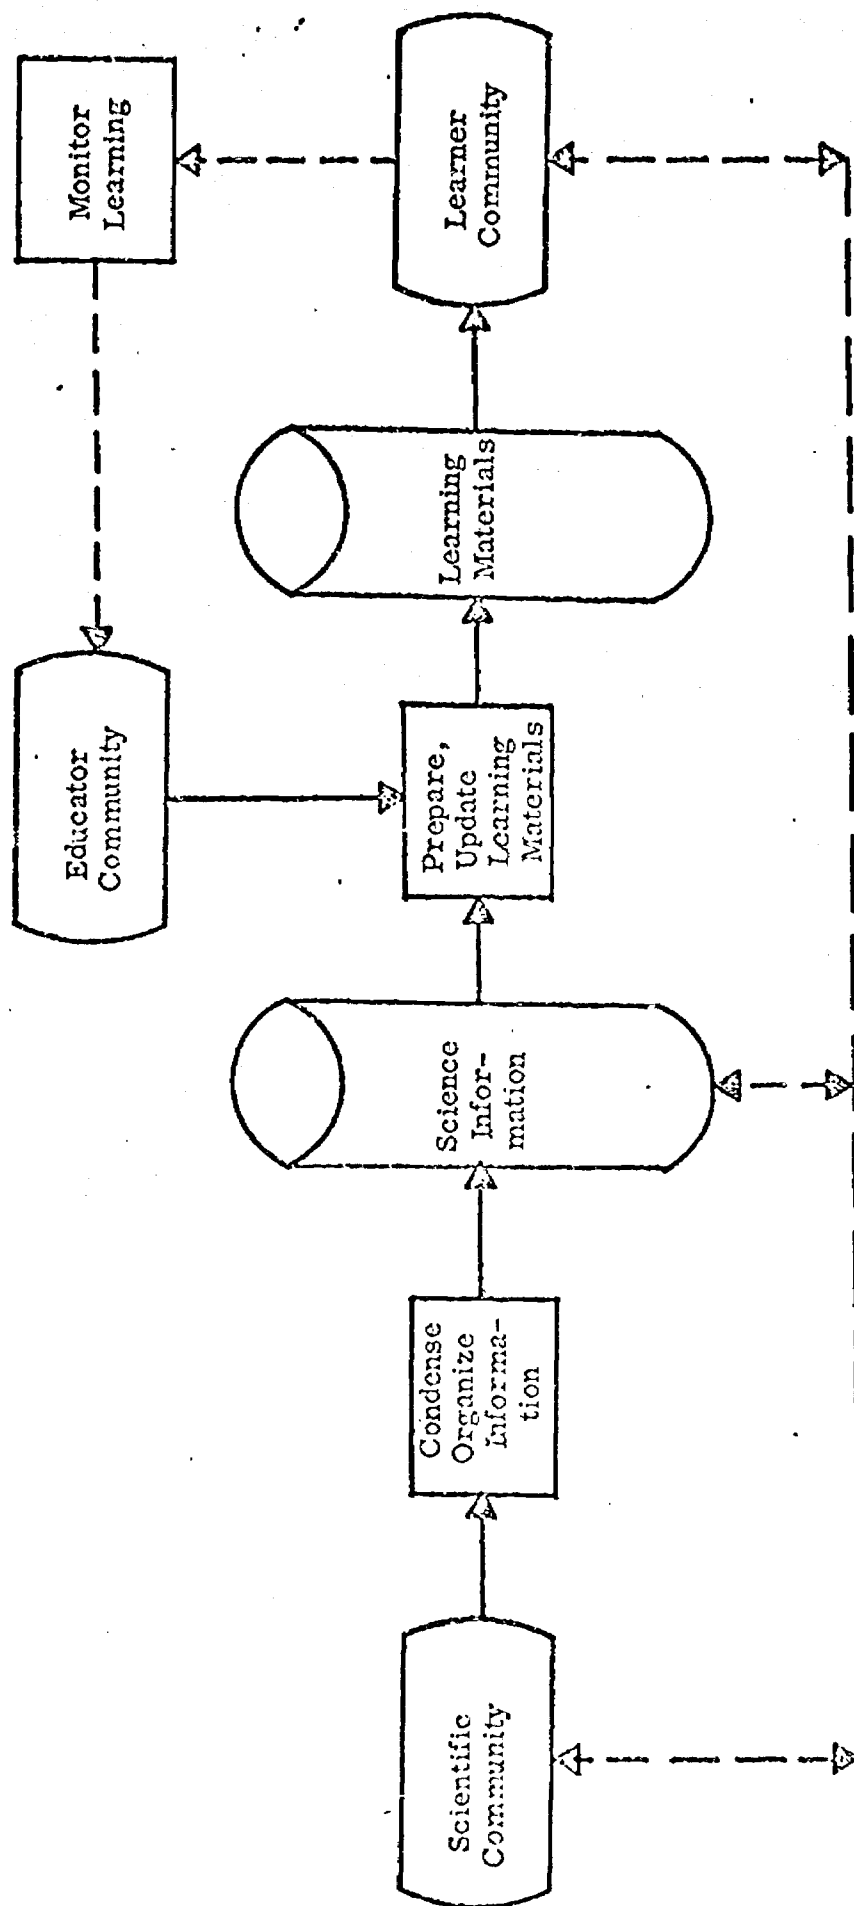 Scientific
Community
Condense
Organize
Informa-
tion
Science
Infor-
mation
Educator
Community
Prepare,
Update
Learning
Materials
Learning
Materials
Monitor
Learning
Learner
Community